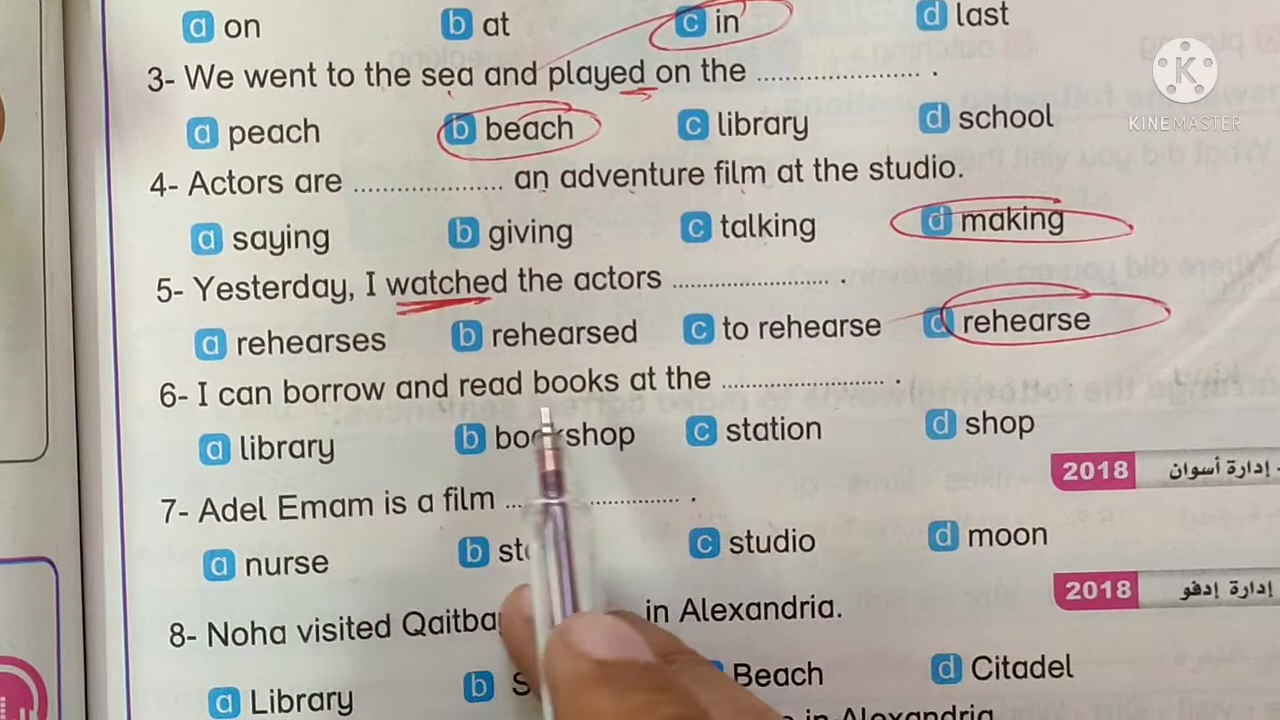 a on b at c in d last
3- We went to the sea and played on the ........................ .
a peach b beach c library d school
4- Actors are ...................... an adventure film at the studio.
a saying b giving c talking d making
5- Yesterday, I watched the actors ........................ .
a rehearses b rehearsed c to rehearse d rehearse
6- I can borrow and read books at the ........................ .
a library b bookshop c station d shop
2018 إدارة أسوان
7- Adel Emam is a film ... ............. .
a nurse b c studio d moon
2018 إدارة إدفو
8- Noha visited in Alexandria.
a Library b Beach d Citadel
in Alexandria
K
KINEMASTER